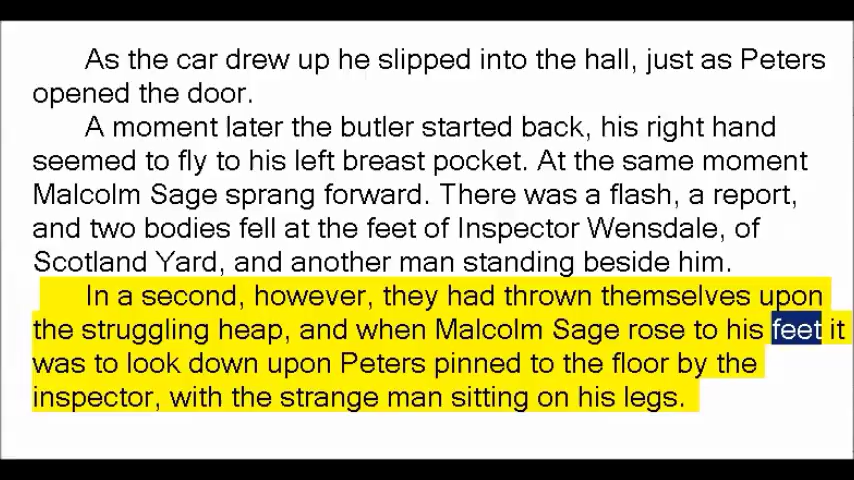 As the car drew up he slipped into the hall, just as Peters
opened the door.
A moment later the butler started back, his right hand
seemed to fly to his left breast pocket. At the same moment
Malcolm Sage sprang forward. There was a flash, a report,
and two bodies fell at the feet of Inspector Wensdale, of
Scotland Yard, and another man standing beside him.
In a second, however, they had thrown themselves upon
the struggling heap, and when Malcolm Sage rose to his feet it
was to look down upon Peters pinned to the floor by the
inspector, with the strange man sitting on his legs.